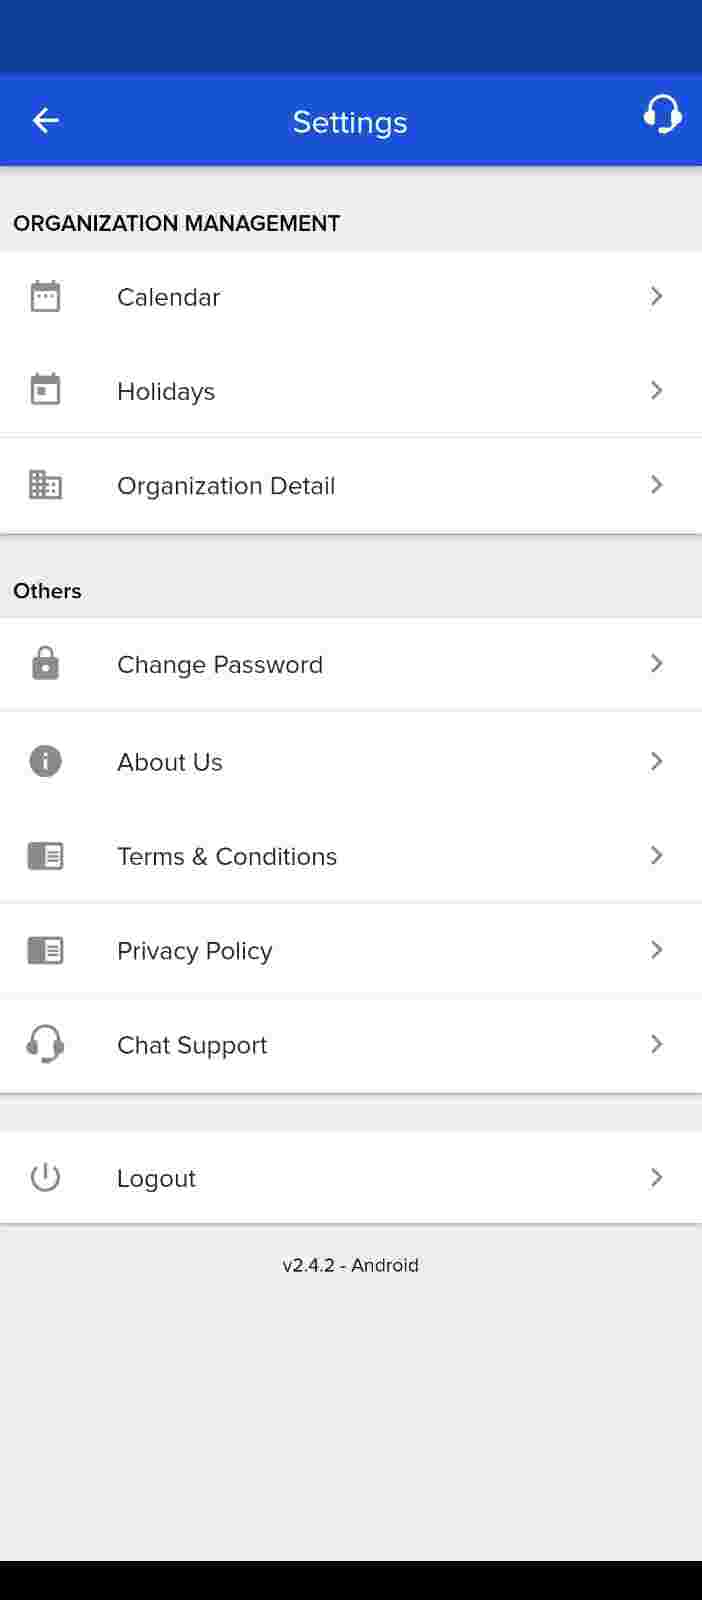 Settings
ORGANIZATION MANAGEMENT
Calendar
Holidays
Organization Detail
Others
Change Password
About Us
Terms & Conditions
Privacy Policy
Chat Support
Logout
v2.4.2 - Android